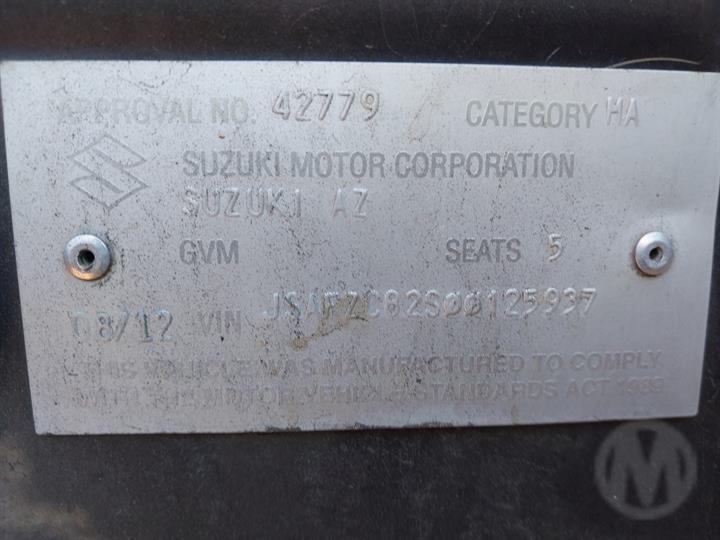 APPROVAL NO. 42779 CATEGORY MA
SUZUKI MOTOR CORPORATION
SUZUKI AZ
GVM SEATS 5
08/12 VIN JSAFZC82S00125937
THIS VEHICLE WAS MANUFACTURED TO COMPLY
WITH THE MOTOR VEHICLE STANDARDS ACT 1989
M